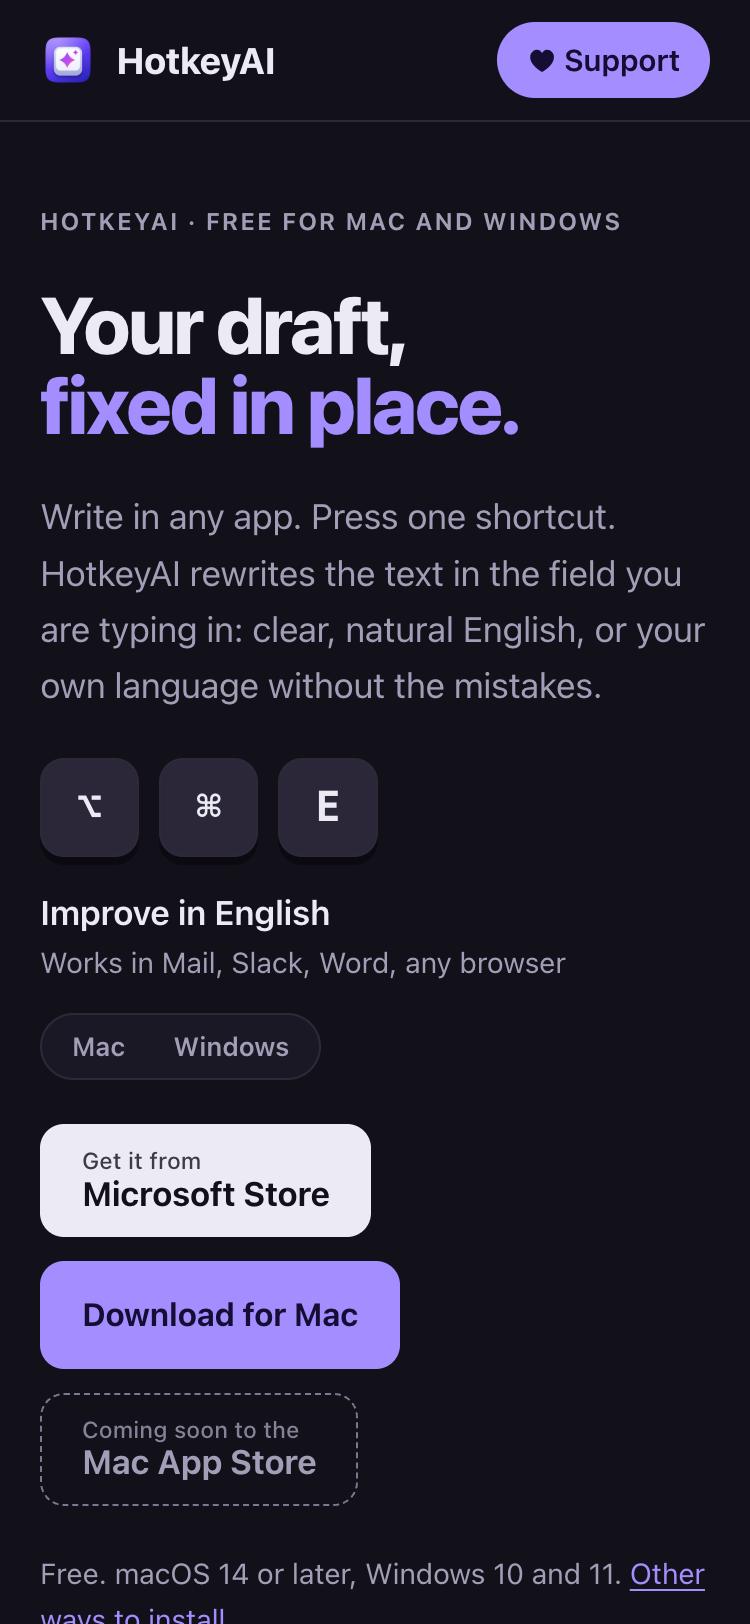 HotkeyAI
♥ Support
HOTKEYAI · FREE FOR MAC AND WINDOWS
Your draft,
fixed in place.
Write in any app. Press one shortcut.
HotkeyAI rewrites the text in the field you
are typing in: clear, natural English, or your
own language without the mistakes.
⌥ ⌘ E
Improve in English
Works in Mail, Slack, Word, any browser
Mac Windows
Get it from
Microsoft Store
Download for Mac
Coming soon to the
Mac App Store
Free. macOS 14 or later, Windows 10 and 11. Other
ways to install